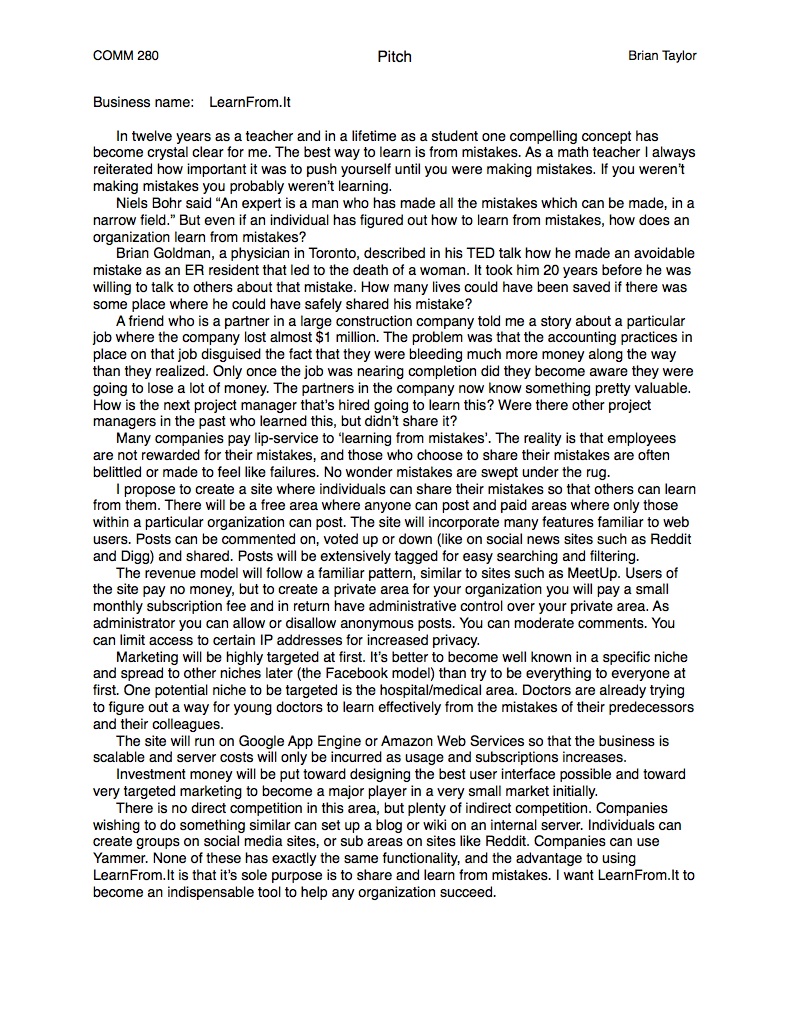 COMM 280 Pitch Brian Taylor
Business name: LearnFrom.It
In twelve years as a teacher and in a lifetime as a student one compelling concept has
become crystal clear for me. The best way to learn is from mistakes. As a math teacher I always
reiterated how important it was to push yourself until you were making mistakes. If you weren't
making mistakes you probably weren't learning.
Niels Bohr said “An expert is a man who has made all the mistakes which can be made, in a
narrow field.” But even if an individual has figured out how to learn from mistakes, how does an
organization learn from mistakes?
Brian Goldman, a physician in Toronto, described in his TED talk how he made an avoidable
mistake as an ER resident that led to the death of a woman. It took him 20 years before he was
willing to talk to others about that mistake. How many lives could have been saved if there was
some place where he could have safely shared his mistake?
A friend who is a partner in a large construction company told me a story about a particular
job where the company lost almost $1 million. The problem was that the accounting practices in
place on that job disguised the fact that they were bleeding much more money along the way
than they realized. Only once the job was nearing completion did they become aware they were
going to lose a lot of money. The partners in the company now know something pretty valuable.
How is the next project manager that's hired going to learn this? Were there other project
managers in the past who learned this, but didn't share it?
Many companies pay lip-service to ‘learning from mistakes’. The reality is that employees
are not rewarded for their mistakes, and those who choose to share their mistakes are often
belittled or made to feel like failures. No wonder mistakes are swept under the rug.
I propose to create a site where individuals can share their mistakes so that others can learn
from them. There will be a free area where anyone can post and paid areas where only those
within a particular organization can post. The site will incorporate many features familiar to web
users. Posts can be commented on, voted up or down (like on social news sites such as Reddit
and Digg) and shared. Posts will be extensively tagged for easy searching and filtering.
The revenue model will follow a familiar pattern, similar to sites such as MeetUp. Users of
the site pay no money, but to create a private area for your organization you will pay a small
monthly subscription fee and in return have administrative control over your private area. As
administrator you can allow or disallow anonymous posts. You can moderate comments. You
can limit access to certain IP addresses for increased privacy.
Marketing will be highly targeted at first. It's better to become well known in a specific niche
and spread to other niches later (the Facebook model) than try to be everything to everyone at
first. One potential niche to be targeted is the hospital/medical area. Doctors are already trying
to figure out a way for young doctors to learn effectively from the mistakes of their predecessors
and their colleagues.
The site will run on Google App Engine or Amazon Web Services so that the business is
scalable and server costs will only be incurred as usage and subscriptions increases.
Investment money will be put toward designing the best user interface possible and toward
very targeted marketing to become a major player in a very small market initially.
There is no direct competition in this area, but plenty of indirect competition. Companies
wishing to do something similar can set up a blog or wiki on an internal server. Individuals can
create groups on social media sites, or sub areas on sites like Reddit. Companies can use
Yammer. None of these has exactly the same functionality, and the advantage to using
LearnFrom.It is that it's sole purpose is to share and learn from mistakes. I want LearnFrom.It to
become an indispensable tool to help any organization succeed.